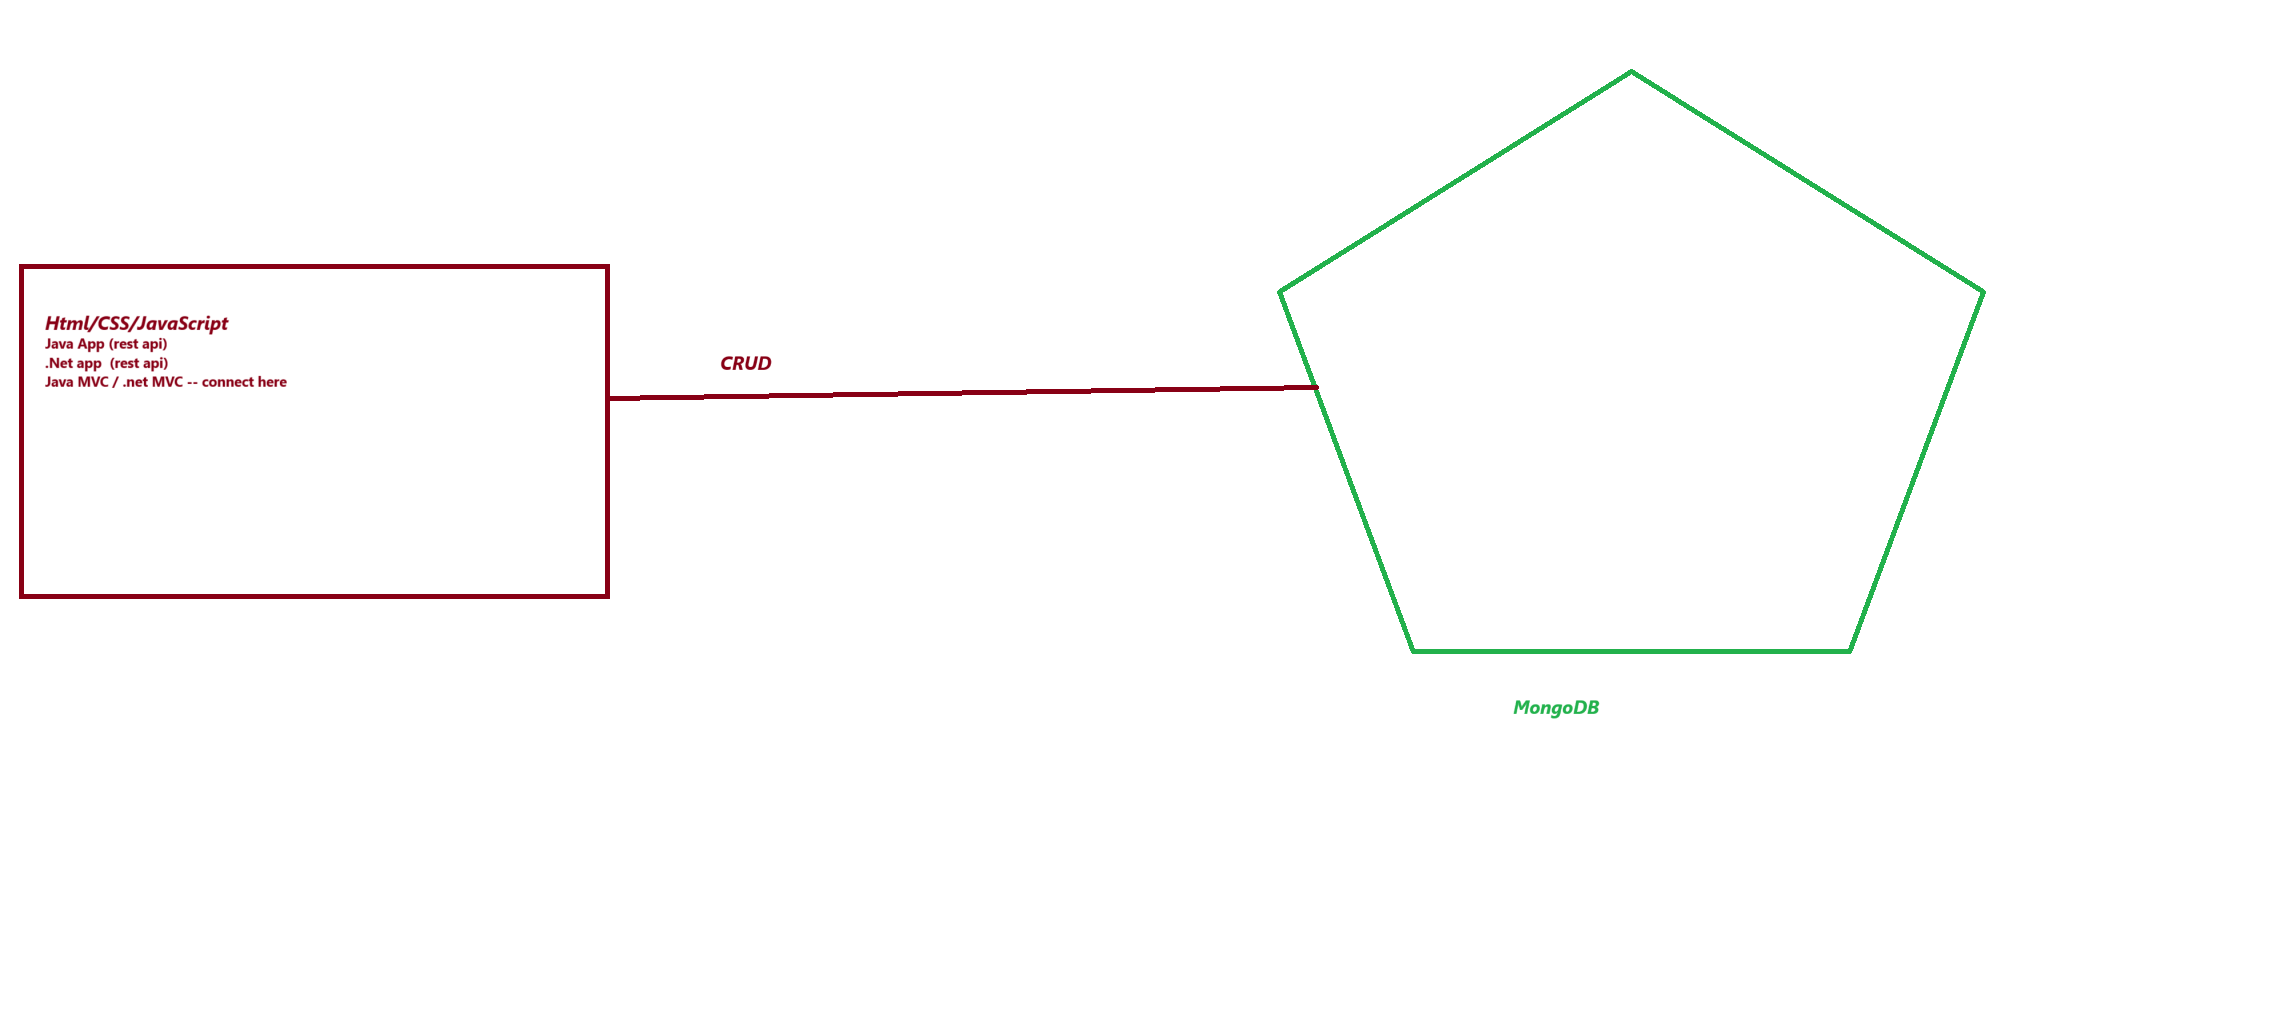 Html/CSS/JavaScript
Java App (rest api)
.Net app  (rest api)
Java MVC / .net MVC -- connect here
CRUD
MongoDB